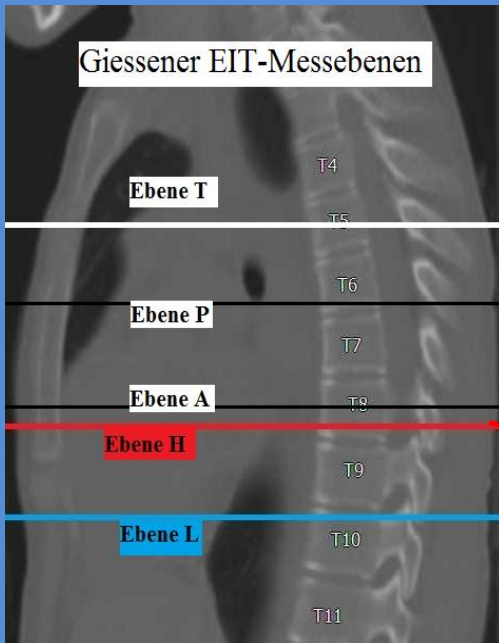 Giessener EIT-Messebenen
T4
Ebene T
T5
T6
Ebene P
T7
Ebene A
T8
Ebene H
T9
Ebene L
T10
T11